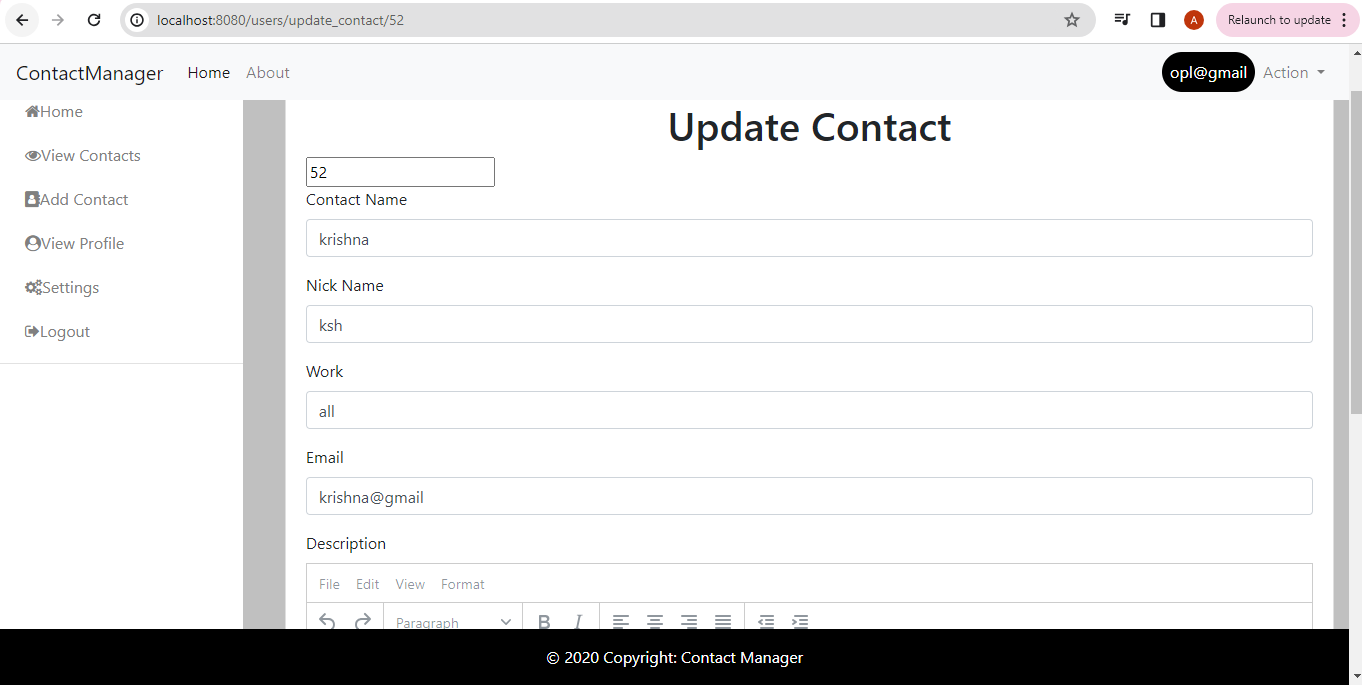 localhost:8080/users/update_contact/52
A
Relaunch to update
ContactManager Home About opl@gmail Action
Home
View Contacts
Add Contact
View Profile
Settings
Logout
Update Contact
52
Contact Name
krishna
Nick Name
ksh
Work
all
Email
krishna@gmail
Description
File Edit View Format
Paragraph B I
© 2020 Copyright: Contact Manager